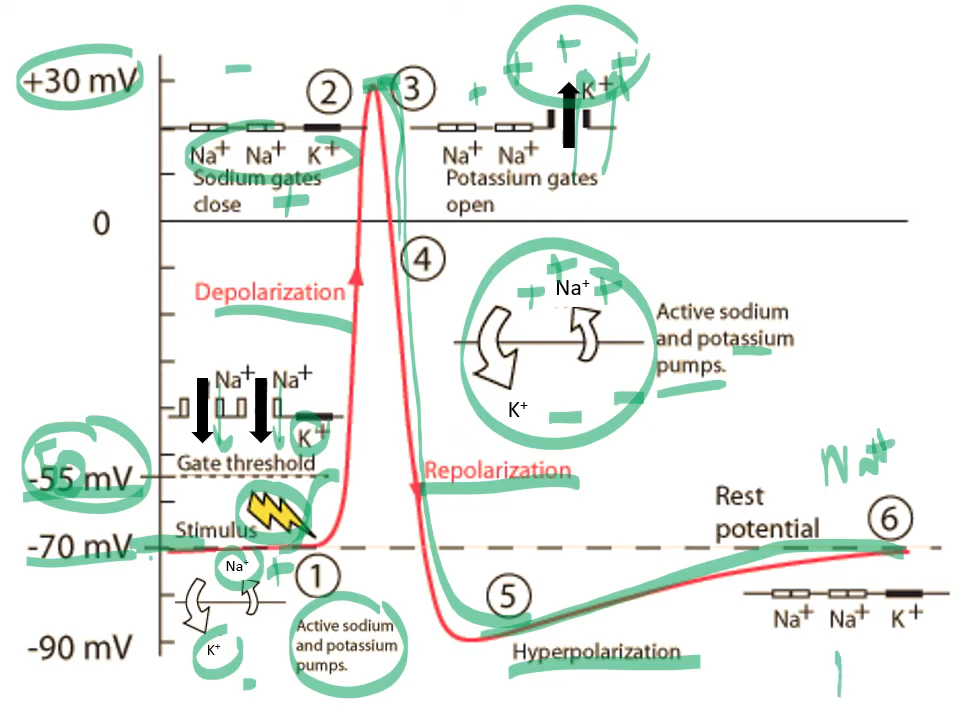 +30 mV
2
3
K+
Na+ Na+ K+
Sodium gates
close
Na+ Na+
Potassium gates
open
0
4
Depolarization
Na+
Active sodium
and potassium
pumps.
K+
Na+ Na+
K+
Gate threshold
-55 mV
Repolarization
Na+
Rest
potential
6
Stimulus
-70 mV
Na+
1
5
K+
Active sodium
and potassium
pumps.
Na+ Na+ K+
-90 mV
Hyperpolarization